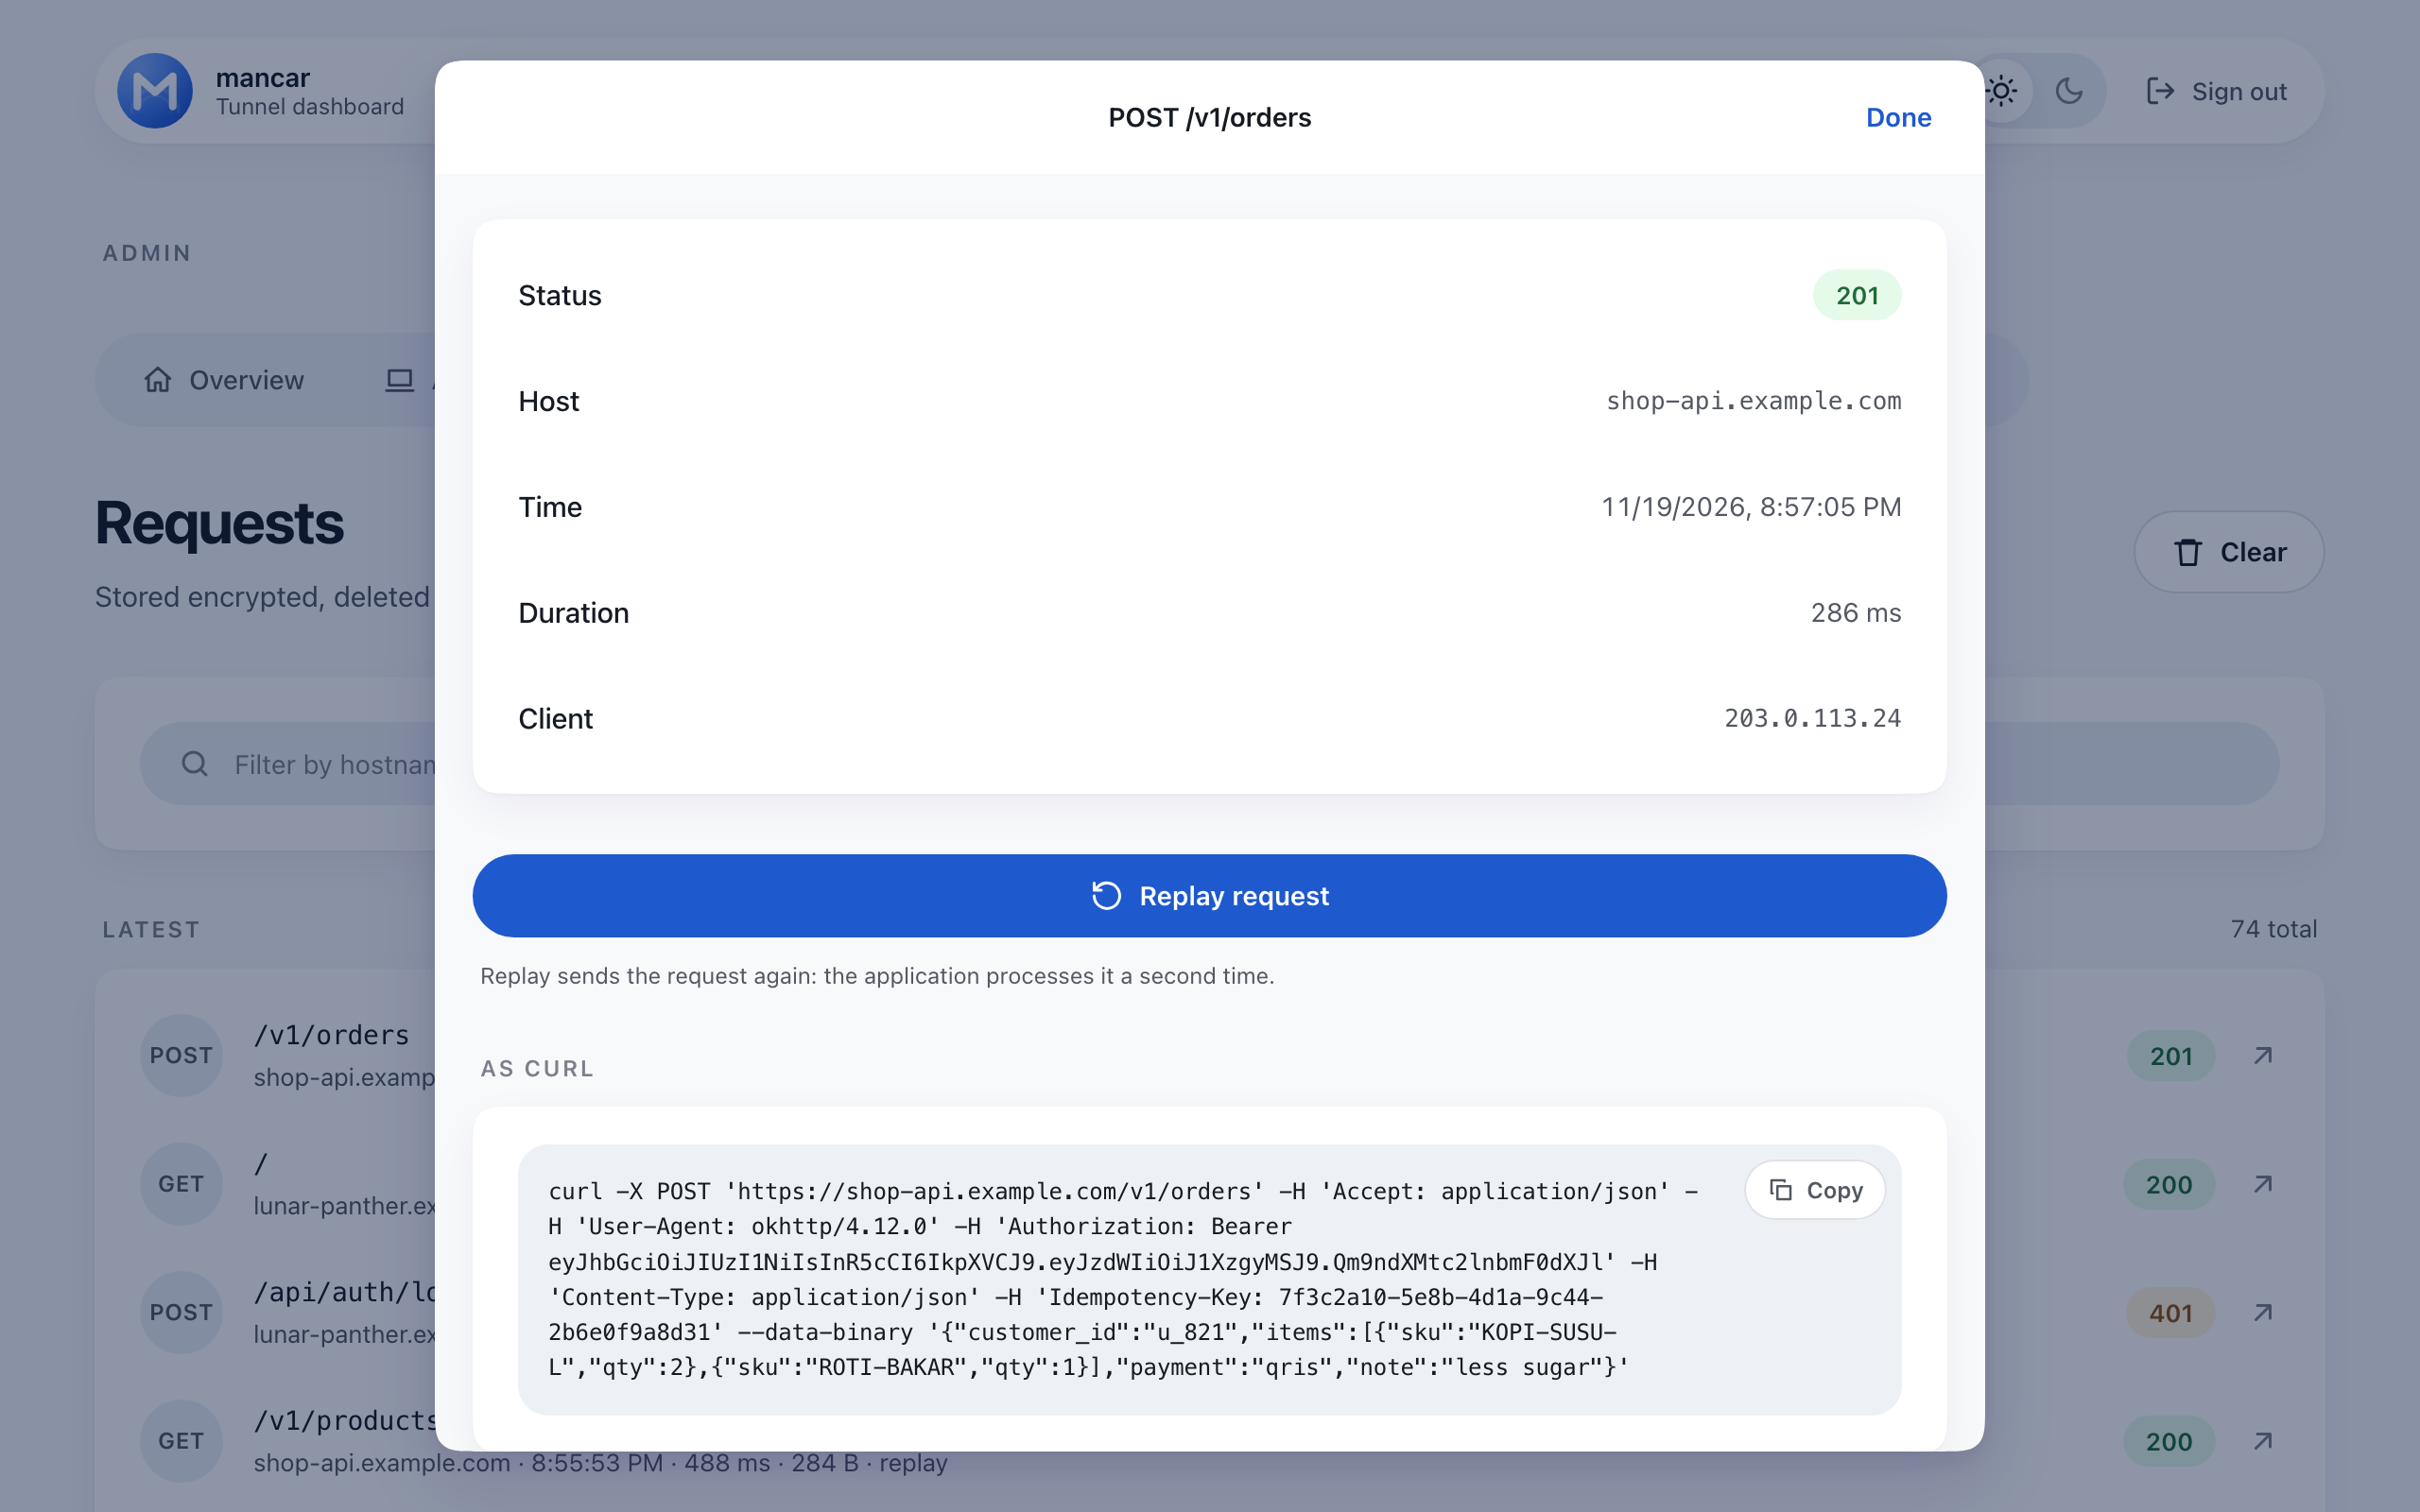 mancar
Tunnel dashboard
Sign out
ADMIN
Overview
Requests
Stored encrypted, deleted
Clear
Filter by hostnam
LATEST
74 total
POST
/v1/orders
shop-api.examp
201
GET
/
lunar-panther.ex
200
POST
/api/auth/lo
lunar-panther.ex
401
GET
/v1/products
shop-api.example.com · 8:55:53 PM · 488 ms · 284 B · replay
200
POST /v1/orders
Done
Status
201
Host
shop-api.example.com
Time
11/19/2026, 8:57:05 PM
Duration
286 ms
Client
203.0.113.24
Replay request
Replay sends the request again: the application processes it a second time.
AS CURL
curl -X POST 'https://shop-api.example.com/v1/orders' -H 'Accept: application/json' -
H 'User-Agent: okhttp/4.12.0' -H 'Authorization: Bearer
eyJhbGciOiJIUzI1NiIsInR5cCI6IkpXVCJ9.eyJzdWIiOiJ1XzgyMSJ9.Qm9ndXMtc2lnbmF0dXJl' -H
'Content-Type: application/json' -H 'Idempotency-Key: 7f3c2a10-5e8b-4d1a-9c44-
2b6e0f9a8d31' --data-binary '{"customer_id":"u_821","items":[{"sku":"KOPI-SUSU-
L","qty":2},{"sku":"ROTI-BAKAR","qty":1}],"payment":"qris","note":"less sugar"}'
Copy